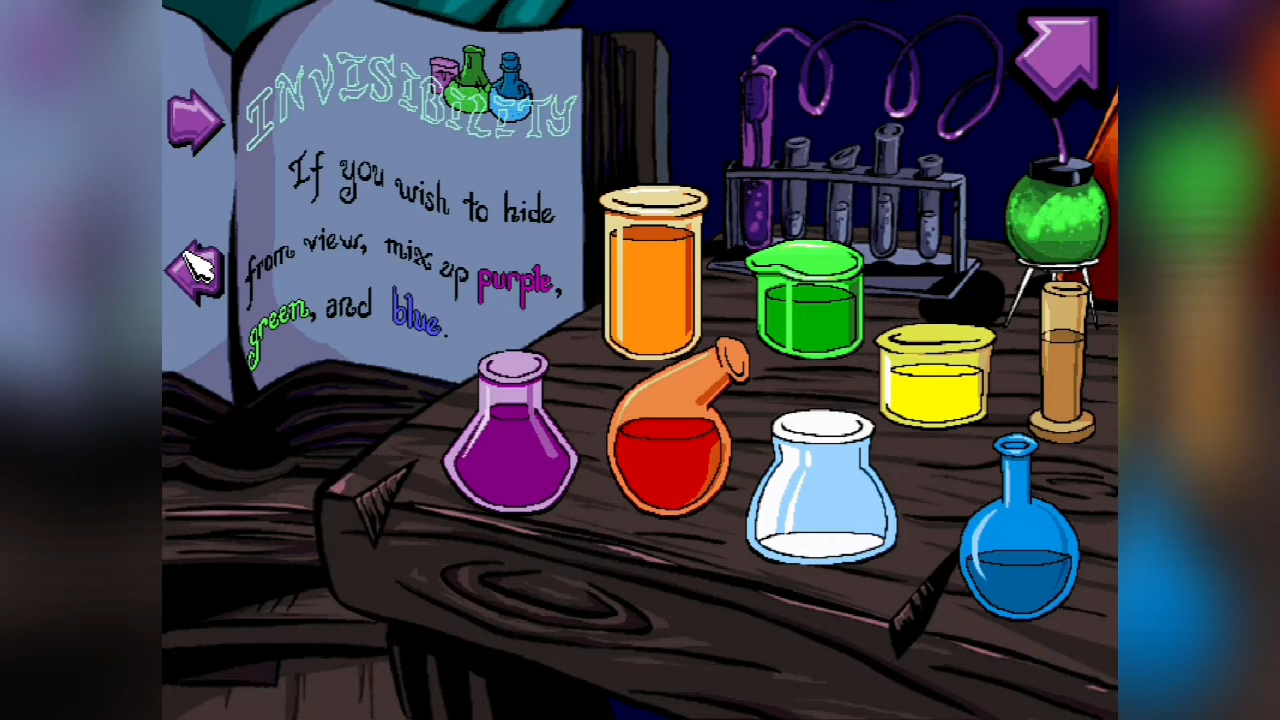 INVISIBILITY
If you wish to hide
from view, mix up purple,
green, and blue.